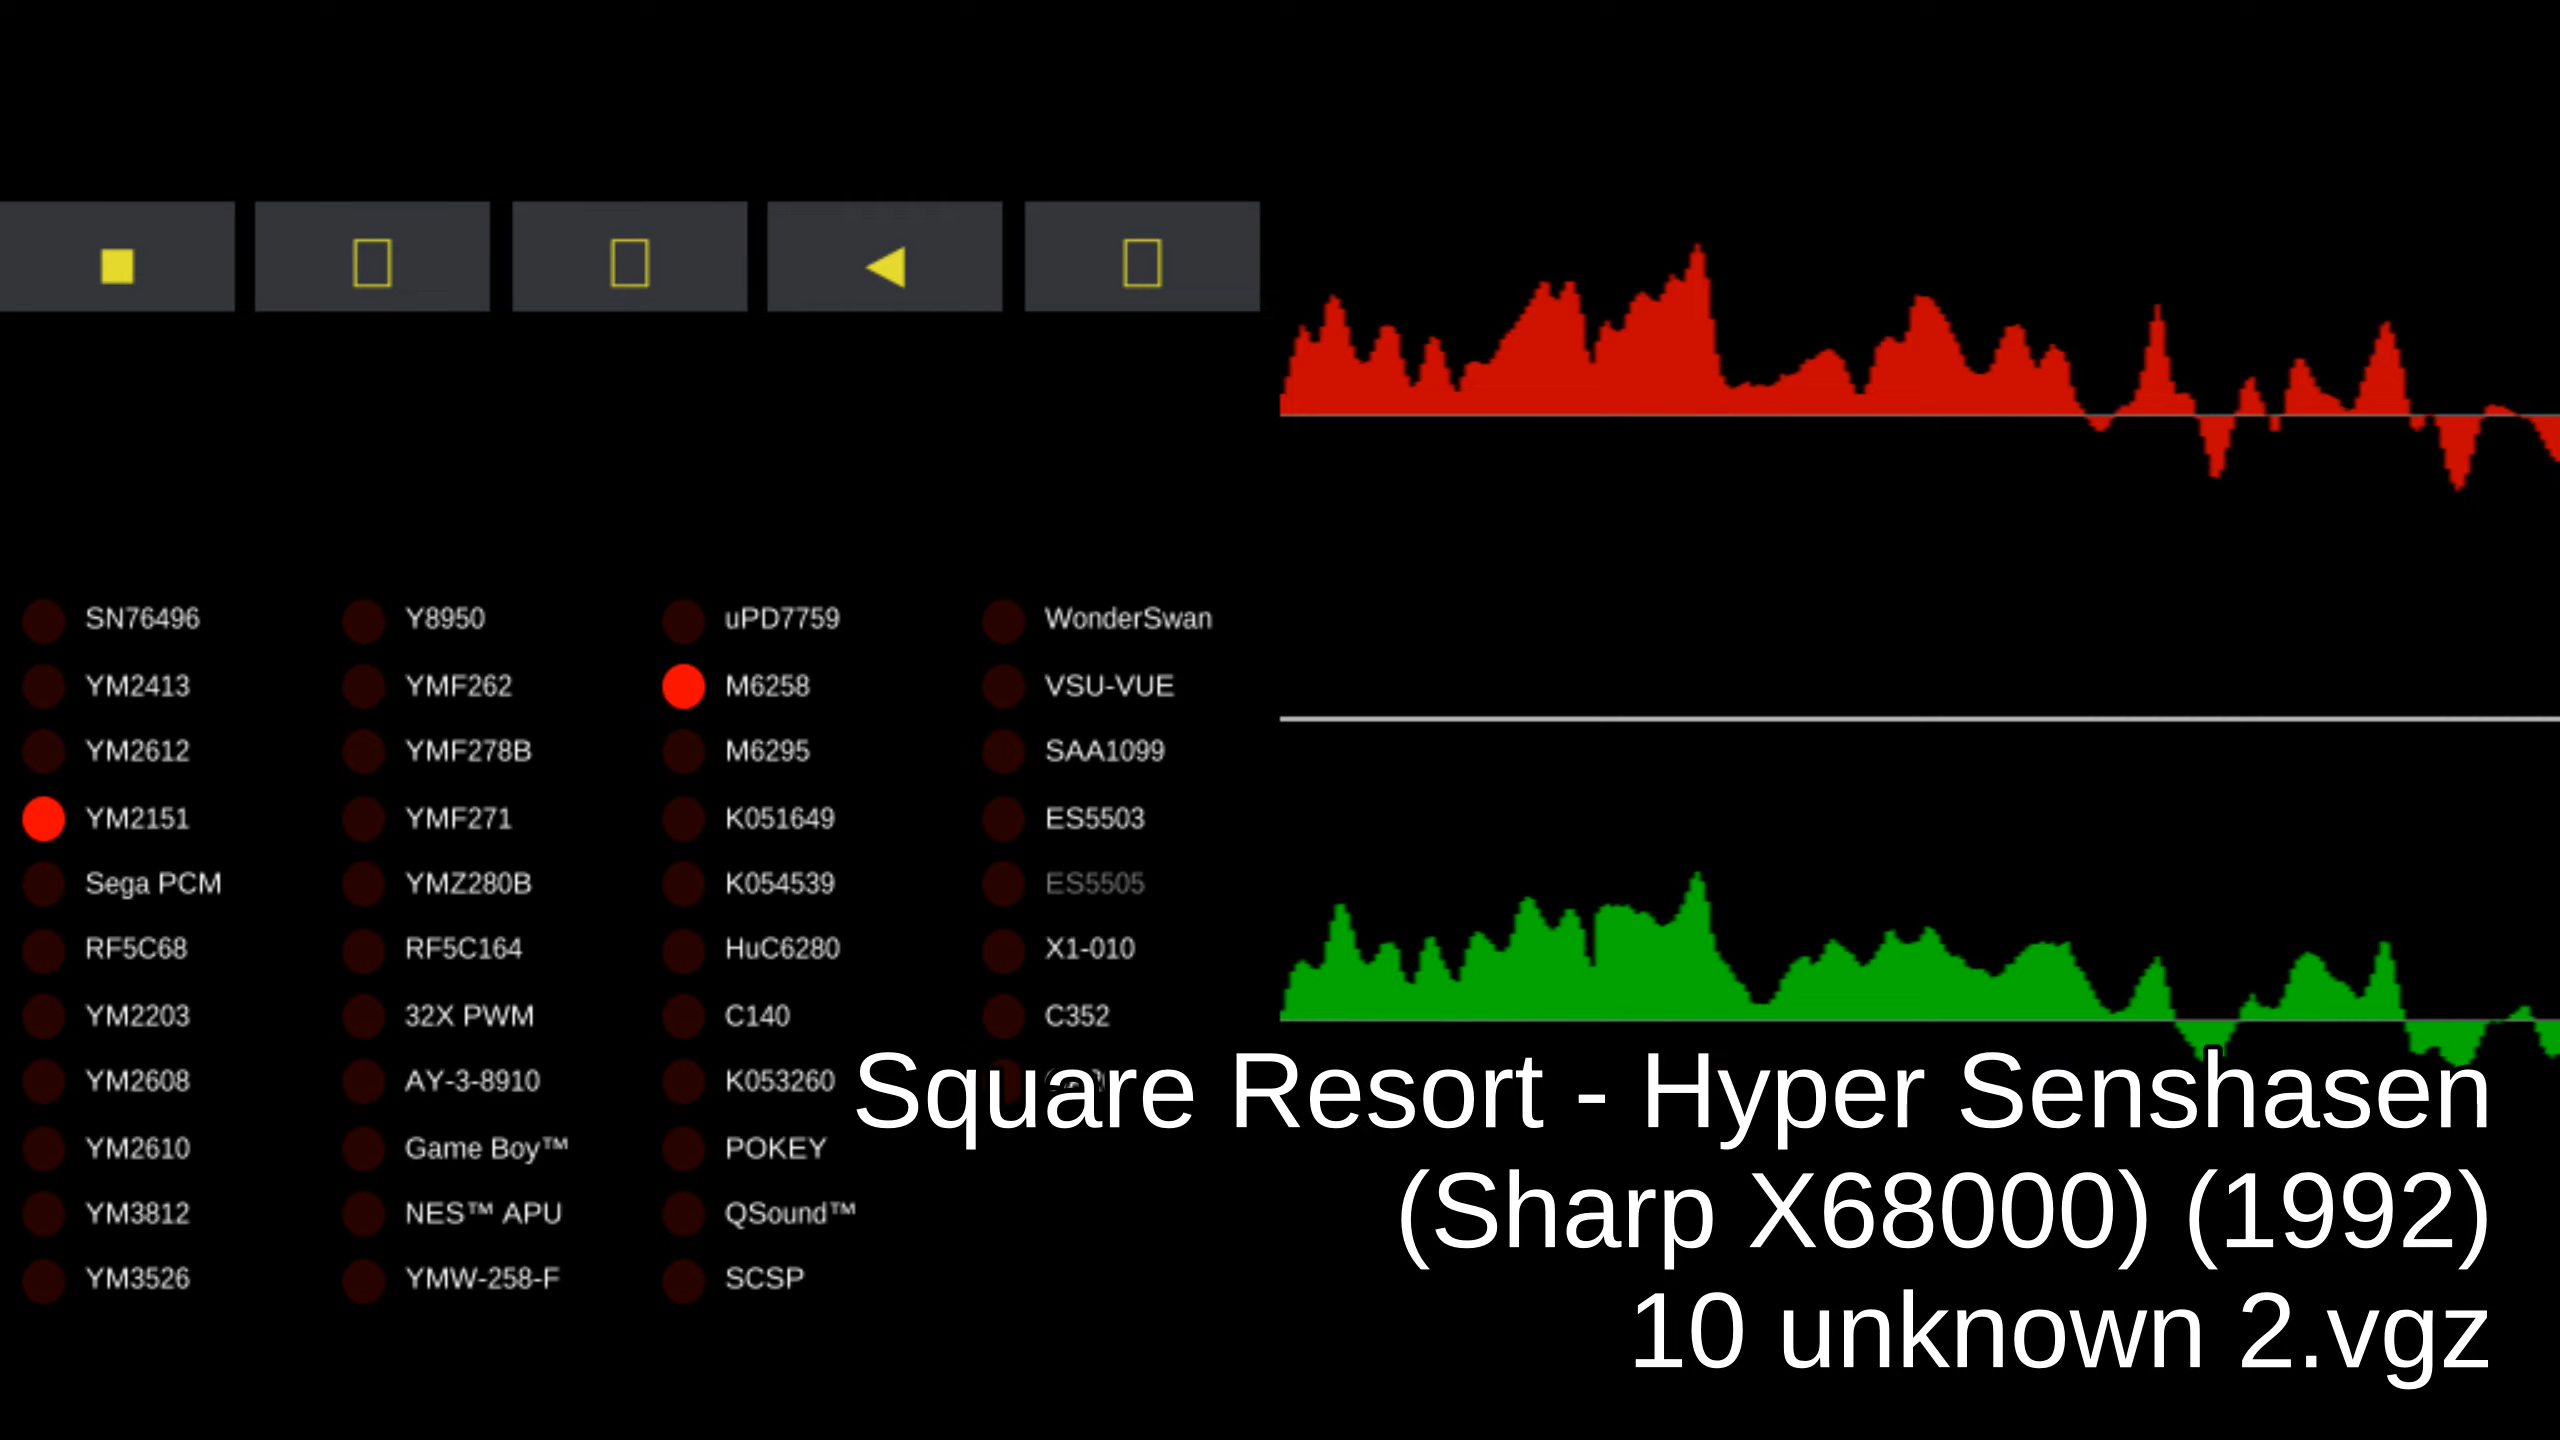 SN76496 Y8950 uPD7759 WonderSwan
YM2413 YMF262 M6258 VSU-VUE
YM2612 YMF278B M6295 SAA1099
YM2151 YMF271 K051649 ES5503
Sega PCM YMZ280B K054539 ES5505
RF5C68 RF5C164 HuC6280 X1-010
YM2203 32X PWM C140 C352
YM2608 AY-3-8910 K053260
YM2610 Game Boy™ POKEY
YM3812 NES™ APU QSound™
YM3526 YMW-258-F SCSP
Square Resort - Hyper Senshasen
(Sharp X68000) (1992)
10 unknown 2.vgz